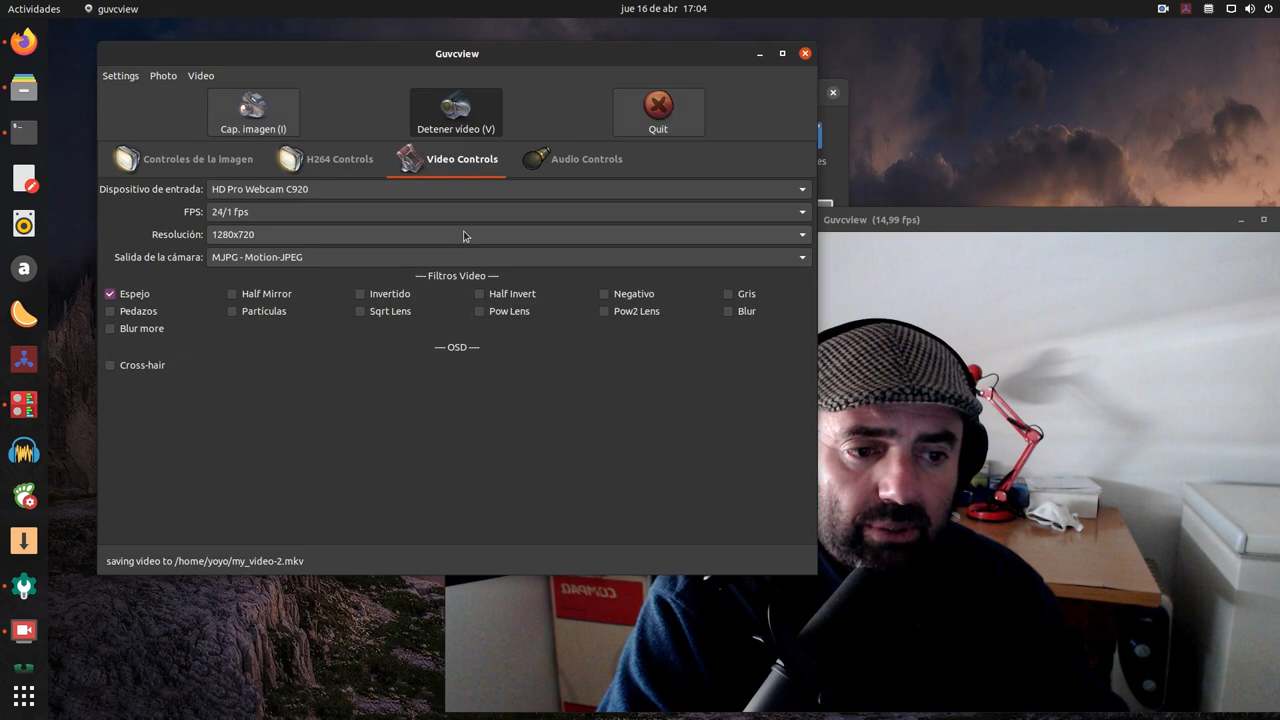 Actividades guvcview jue 16 de abr 17:04
Guvcview
Settings Photo Video
Cap. imagen (I) Detener video (V) Quit
Controles de la imagen H264 Controls Video Controls Audio Controls
Dispositivo de entrada: HD Pro Webcam C920
FPS: 24/1 fps
Resolución: 1280x720
Salida de la cámara: MJPG - Motion-JPEG
---- Filtros Video ----
Espejo Half Mirror Invertido Half Invert Negativo Gris
Pedazos Partículas Sqrt Lens Pow Lens Pow2 Lens Blur
Blur more
---- OSD ----
Cross-hair
saving video to /home/yoyo/my_video-2.mkv
es
Guvcview (14,99 fps)
COMPAQ